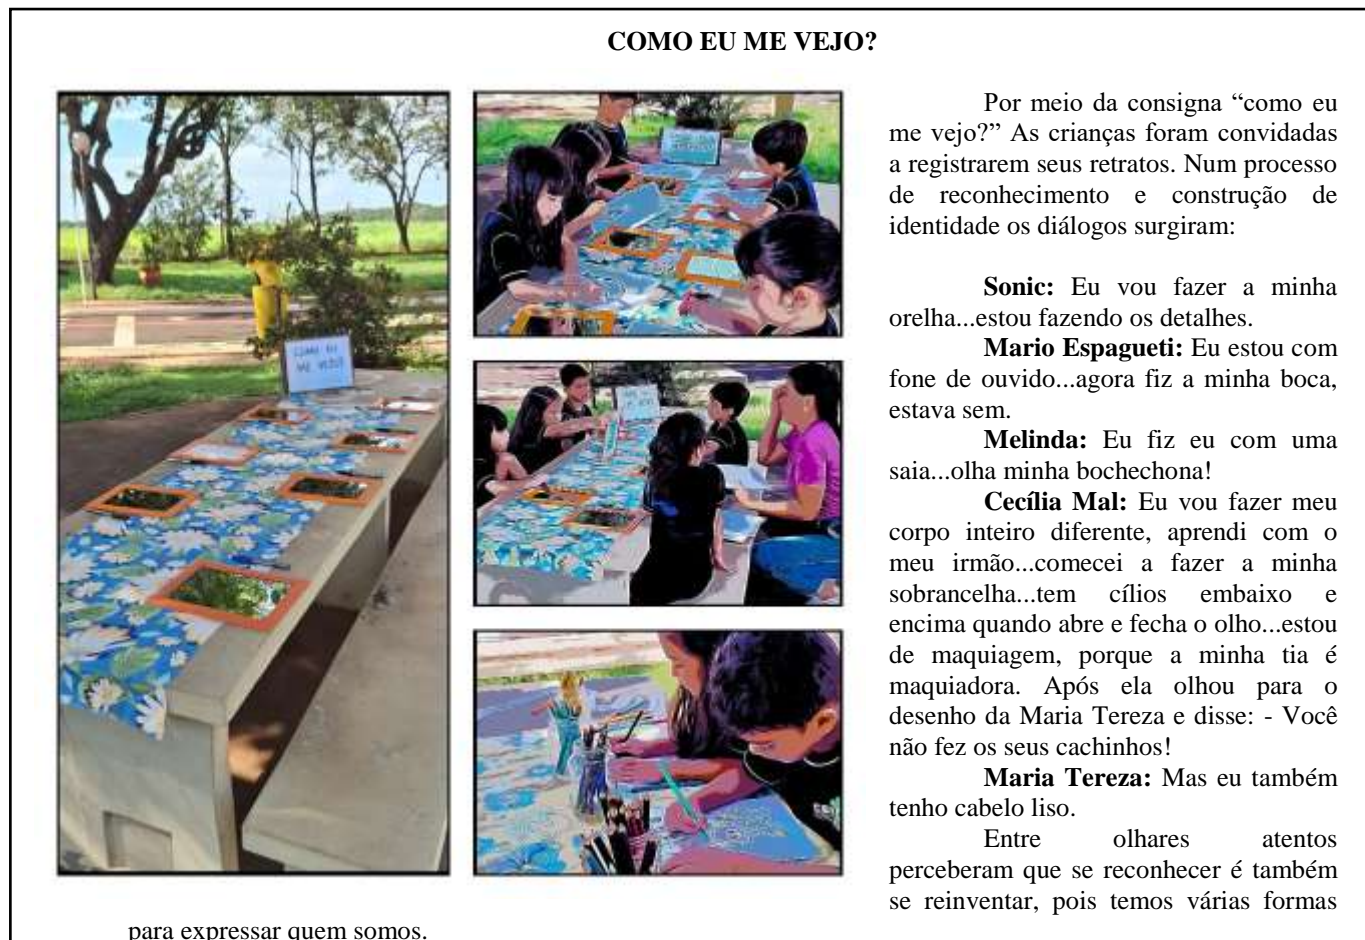 COMO EU ME VEJO?
COMO EU
ME VEJO?
Por meio da consigna “como eu
me vejo?” As crianças foram convidadas
a registrarem seus retratos. Num processo
de reconhecimento e construção de
identidade os diálogos surgiram:
Sonic: Eu vou fazer a minha
orelha...estou fazendo os detalhes.
Mario Espagueti: Eu estou com
fone de ouvido...agora fiz a minha boca,
estava sem.
Melinda: Eu fiz eu com uma
saia...olha minha bochechona!
Cecília Mal: Eu vou fazer meu
corpo inteiro diferente, aprendi com o
meu irmão...comecei a fazer a minha
sobrancelha...tem cílios embaixo e
encima quando abre e fecha o olho...estou
de maquiagem, porque a minha tia é
maquiadora. Após ela olhou para o
desenho da Maria Tereza e disse: - Você
não fez os seus cachinhos!
Maria Tereza: Mas eu também
tenho cabelo liso.
Entre olhares atentos
perceberam que se reconhecer é também
se reinventar, pois temos várias formas
para expressar quem somos.